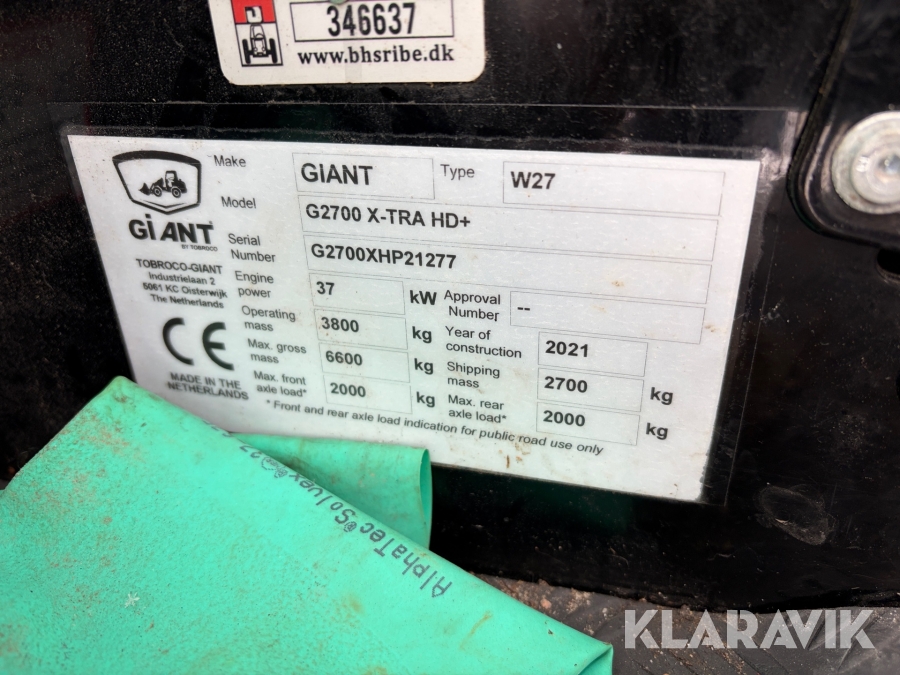 346637
www.bhsribe.dk
GiANT
BY TOBROCO
TOBROCO-GIANT
Industrielaan 2
5061 KC Oisterwijk
The Netherlands
CE
MADE IN THE
NETHERLANDS
Make GiANT Type W27
Model G2700 X-TRA HD+
Serial Number G2700XHP21277
Engine power 37 kW Approval Number --
Operating mass 3800 kg Year of construction 2021
Max. gross mass 6600 kg Shipping mass 2700 kg
Max. front axle load* 2000 kg Max. rear axle load* 2000 kg
* Front and rear axle load indication for public road use only
AlphaTec® Solvex®
KLARAVIK